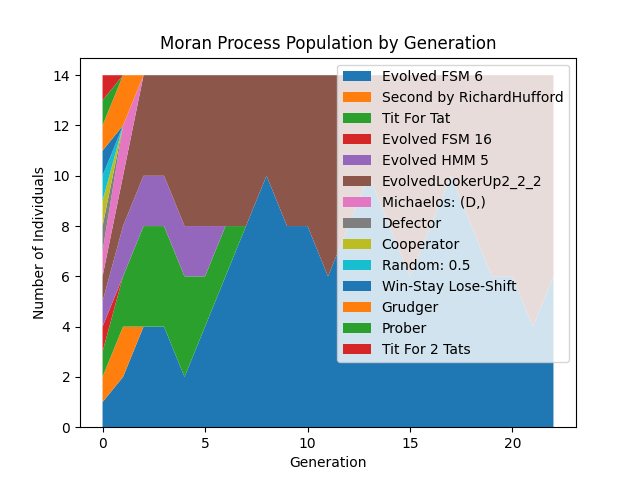 Moran Process Population by Generation
Number of Individuals
14
12
10
8
6
4
2
0
Evolved FSM 6
Second by RichardHufford
Tit For Tat
Evolved FSM 16
Evolved HMM 5
EvolvedLookerUp2_2_2
Michaelos: (D,)
Defector
Cooperator
Random: 0.5
Win-Stay Lose-Shift
Grudger
Prober
Tit For 2 Tats
0 5 10 15 20
Generation